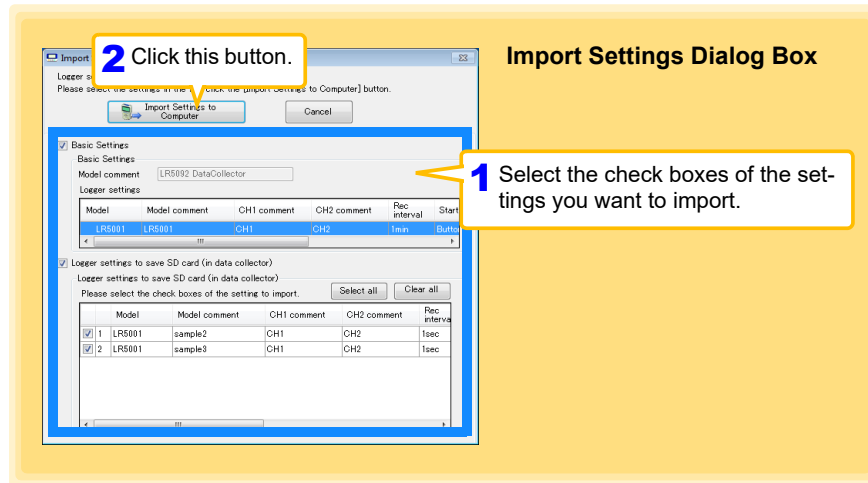 Import Settings Dialog Box
Import
2 Click this button.
Logger
Please select the settings in the click the [Import Settings to Computer] button.
Import Settings to
Computer
Cancel
Basic Settings
Basic Settings
Model comment LR5092 DataCollector
Logger settings
Model Model comment CH1 comment CH2 comment Rec
interval Start
LR5001 LR5001 CH1 CH2 1min Button
1 Select the check boxes of the set-
tings you want to import.
Logger settings to save SD card (in data collector)
Logger settings to save SD card (in data collector)
Please select the check boxes of the setting to import. Select all Clear all
Model Model comment CH1 comment CH2 comment Rec
interva
1 LR5001 sample2 CH1 CH2 1sec
2 LR5001 sample3 CH1 CH2 1sec